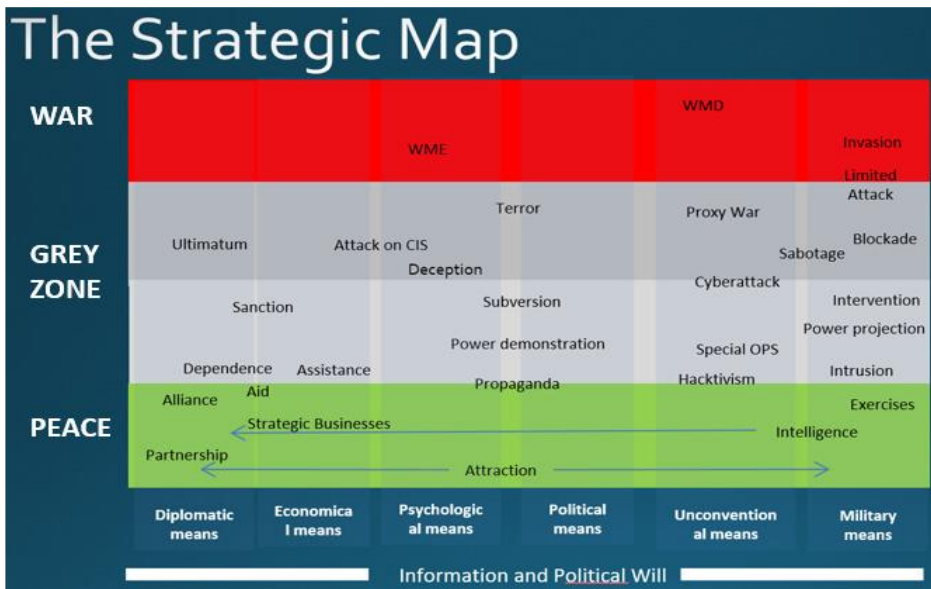 The Strategic Map
WAR
WMD
WME
Invasion
Limited
Attack
GREY
ZONE
Terror
Proxy War
Ultimatum
Attack on CIS
Blockade
Sabotage
Deception
Cyberattack
Sanction
Subversion
Intervention
Power projection
Power demonstration
Special OPS
Dependence
Assistance
Intrusion
Hacktivism
Propaganda
Aid
PEACE
Alliance
Exercises
Strategic Businesses
Intelligence
Partnership
Attraction
Diplomatic
means
Economica
l means
Psychologic
al means
Political
means
Unconvention
al means
Military
means
Information and Political Will